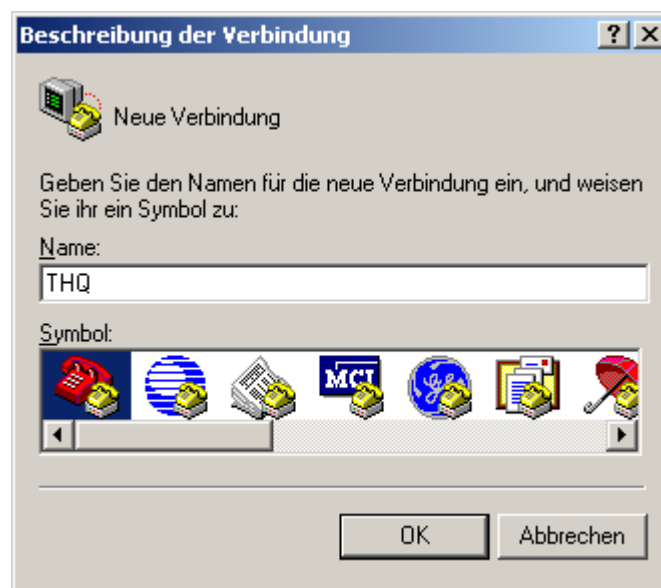 Beschreibung der Verbindung
Neue Verbindung
Geben Sie den Namen für die neue Verbindung ein, und weisen
Sie ihr ein Symbol zu:
Name:
THQ
Symbol:
MCI
OK
Abbrechen